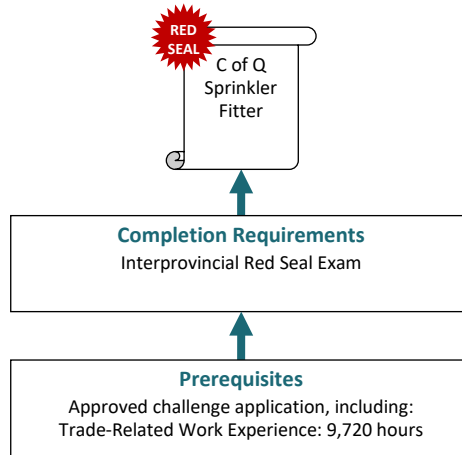 RED
SEAL
C of Q
Sprinkler
Fitter
Completion Requirements
Interprovincial Red Seal Exam
Prerequisites
Approved challenge application, including:
Trade-Related Work Experience: 9,720 hours